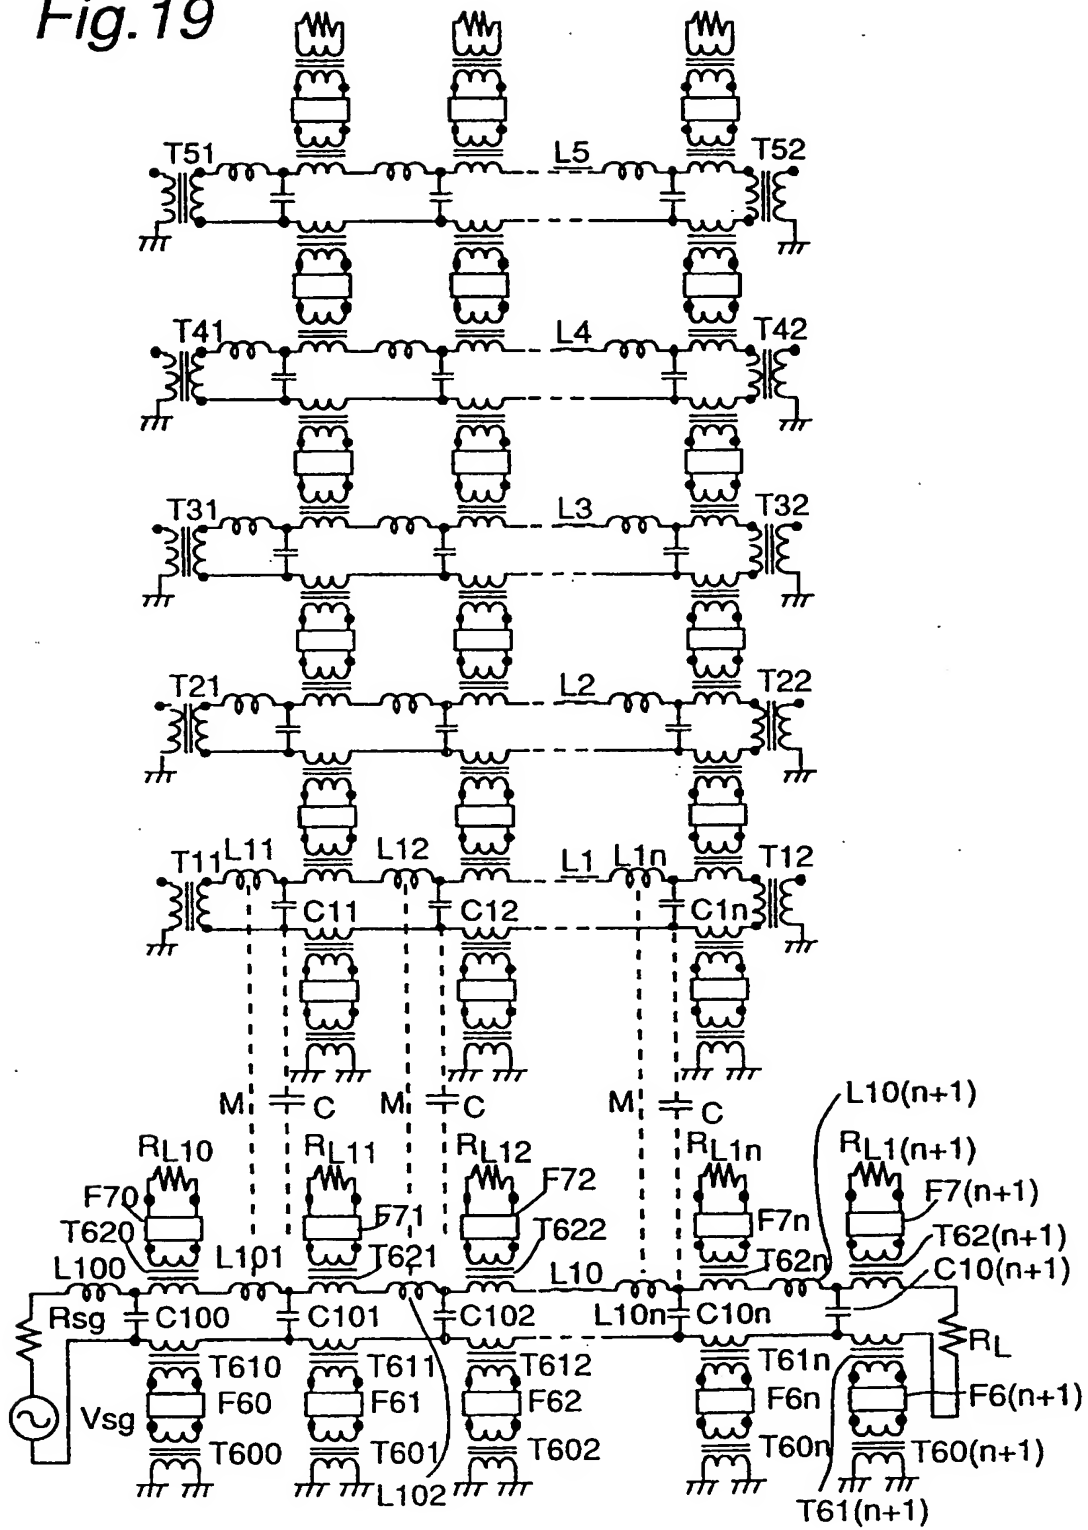 Fig.19
T51 L5 T52
T41 L4 T42
T31 L3 T32
T21 L2 T22
T11 L11 L12 L1 L1n T12
C11 C12 C1n
M C M C M C L10(n+1)
RL10 RL11 RL12 RL1n RL1(n+1)
F70 F71 F72 F7n F7(n+1)
T620 T621 T622 T62n T62(n+1)
L100 L101 L10 C10(n+1)
Rsg C100 C101 C102 L10n C10n RL
T610 T611 T612 T61n
Vsg F60 F61 F62 F6n F6(n+1)
T600 T601 T602 T60n T60(n+1)
L102 T61(n+1)